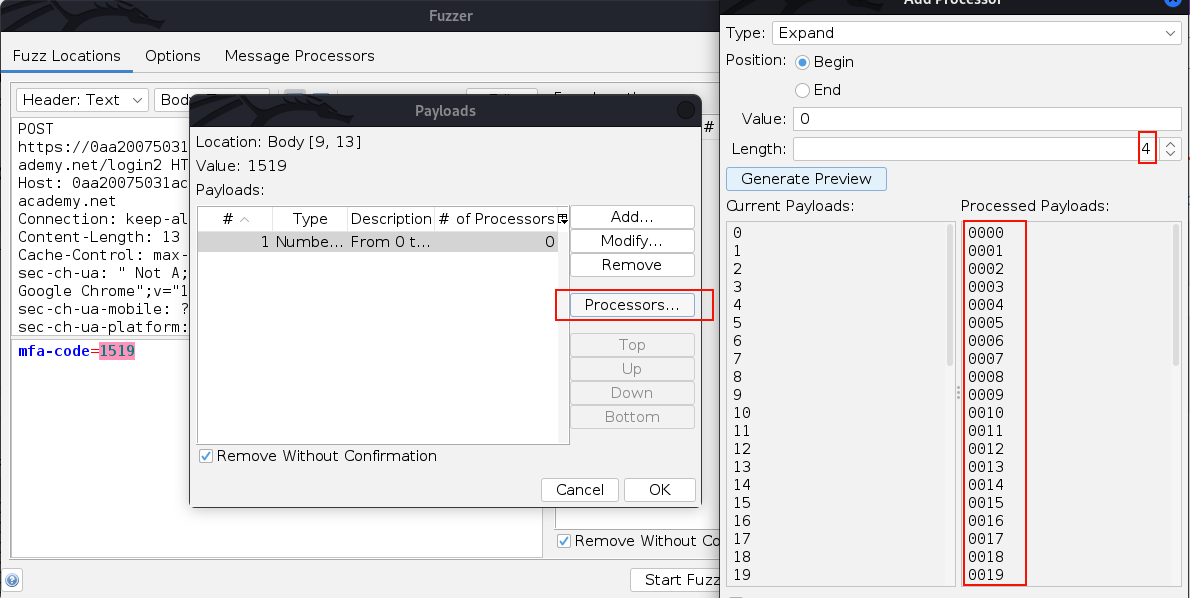 Fuzzer
Fuzz Locations Options Message Processors
Header: Text
POST
https://0aa20075031
ademy.net/login2 HT
Host: 0aa20075031ac
academy.net
Connection: keep-al
Content-Length: 13
Cache-Control: max-
sec-ch-ua: " Not A;
Google Chrome";v="1
sec-ch-ua-mobile: ?
sec-ch-ua-platform:
mfa-code=1519
#
Remove Without Co
Start Fuzz
Payloads
Location: Body [9, 13]
Value: 1519
Payloads:
# Type Description # of Processors
1 Numbe... From 0 t... 0
Add...
Modify...
Remove
Processors...
Top
Up
Down
Bottom
Remove Without Confirmation
Cancel OK
Add Processor
Type: Expand
Position: Begin
End
Value: 0
Length: 4
Generate Preview
Current Payloads: Processed Payloads:
0 0000
1 0001
2 0002
3 0003
4 0004
5 0005
6 0006
7 0007
8 0008
9 0009
10 0010
11 0011
12 0012
13 0013
14 0014
15 0015
16 0016
17 0017
18 0018
19 0019